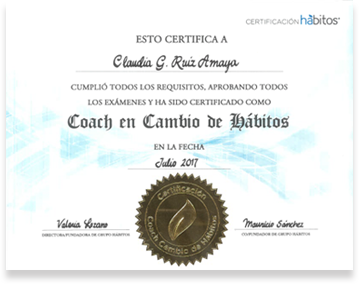 CERTIFICACIÓN hábitos®
ESTO CERTIFICA A
Claudia G. Ruíz Amaya
CUMPLIÓ TODOS LOS REQUISITOS, APROBANDO TODOS
LOS EXÁMENES Y HA SIDO CERTIFICADO COMO
Coach en Cambio de Hábitos
EN LA FECHA
Julio 2017
Certificación
Coach Cambio de Hábitos
Valeria Lozano
DIRECTORA/FUNDADORA DE GRUPO HÁBITOS
Mauricio Sánchez
COFUNDADOR DE GRUPO HÁBITOS